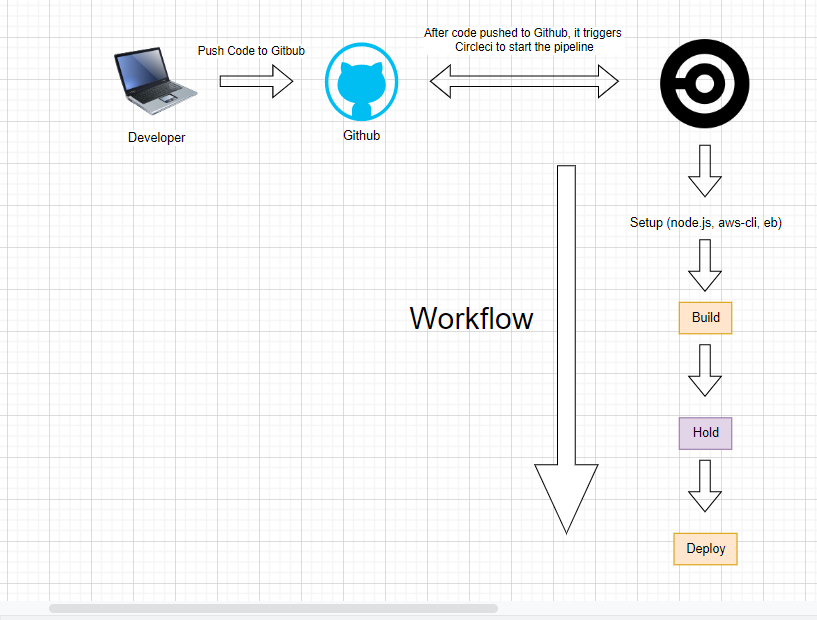 Push Code to Gitbub
After code pushed to Github, it triggers
Circleci to start the pipeline
Developer
Github
Setup (node.js, aws-cli, eb)
Workflow
Build
Hold
Deploy